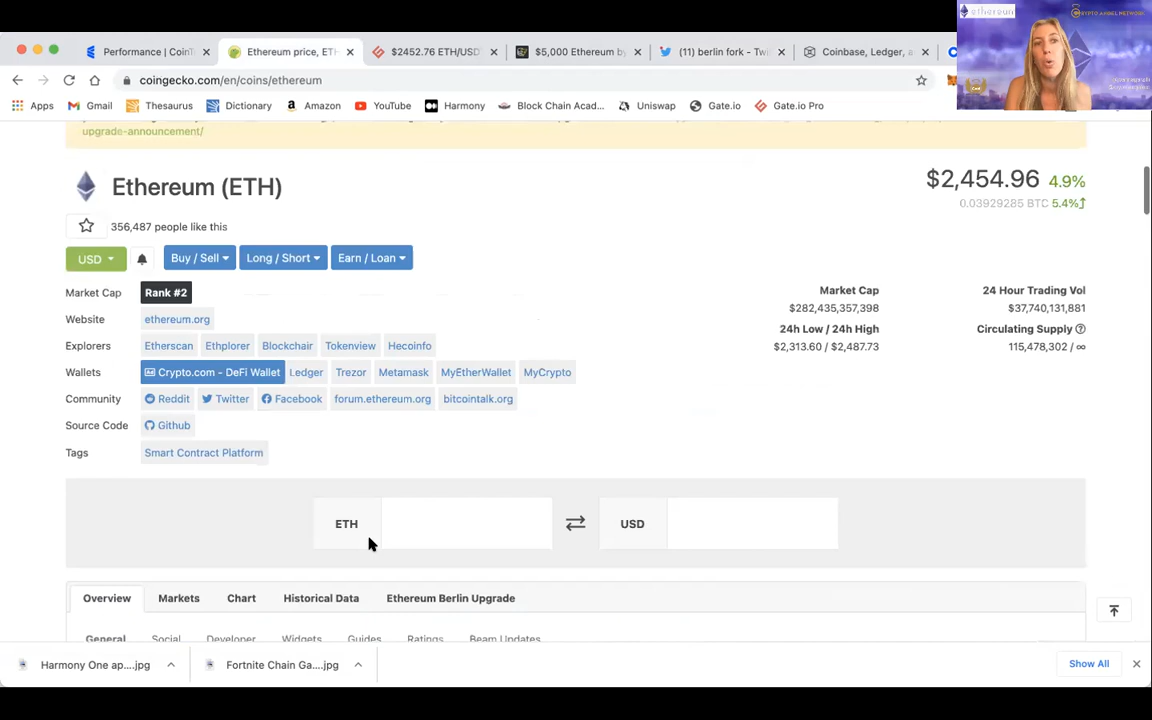 Performance | CoinT
Ethereum price, ET
$2452.76 ETH/USD
$5,000 Ethereum by
(11) berlin fork - Twi
Coinbase, Ledger, a
coingecko.com/en/coins/ethereum
Apps Gmail Thesaurus Dictionary Amazon YouTube Harmony Block Chain Acad... Uniswap Gate.io Gate.io Pro
ethereum
CRYPTO ANGEL NETWORK
upgrade-announcement/
Ethereum (ETH)
$2,454.96 4.9%
0.03929285 BTC 5.4%
356,487 people like this
USD Buy / Sell Long / Short Earn / Loan
Market Cap Rank #2
Website ethereum.org
Explorers Etherscan Ethplorer Blockchair Tokenview Hecoinfo
Wallets Crypto.com - DeFi Wallet Ledger Trezor Metamask MyEtherWallet MyCrypto
Community Reddit Twitter Facebook forum.ethereum.org bitcointalk.org
Source Code Github
Tags Smart Contract Platform
Market Cap
$282,435,357,398
24 Hour Trading Vol
$37,740,131,881
24h Low / 24h High
$2,313.60 / $2,487.73
Circulating Supply
115,478,302 / ∞
ETH USD
Overview Markets Chart Historical Data Ethereum Berlin Upgrade
General Social Developer Widgets Guides Ratings Beam Updates
Harmony One ap....jpg
Fortnite Chain Ga....jpg
Show All